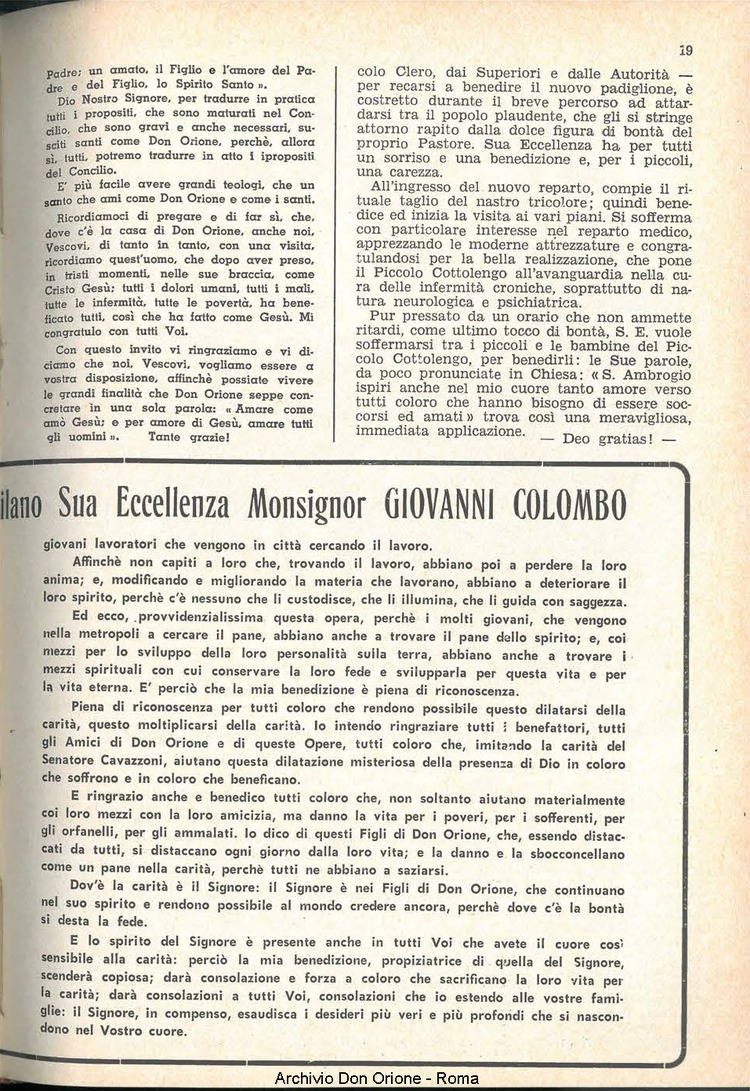 19
Padre; un amato, il Figlio e l'amore del Pa-
dre e del Figlio, lo Spirito Santo ».
Dio Nostro Signore, per tradurre in pratica
tutti i propositi, che sono maturati nel Con-
cilio, che sono gravi e anche necessari, su-
sciti santi come Don Orione, perchè, allora
sì, tutti, potremo tradurre in atto i ipropositi
del Concilio.
E' più facile avere grandi teologi, che un
santo che ami come Don Orione e come i santi.
Ricordiamoci di pregare e di far sì, che,
dove c'è la casa di Don Orione, anche noi,
Vescovi, di tanto in tanto, con una visita,
ricordiamo quest'uomo, che dopo aver preso,
in tristi momenti, nelle sue braccia, come
Cristo Gesù; tutti i dolori umani, tutti i mali,
tutte le infermità, tutte le povertà, ha bene-
ficato tutti, così che ha fatto come Gesù. Mi
congratulo con tutti Voi.
Con questo invito vi ringraziamo e vi di-
ciamo che noi, Vescovi, vogliamo essere a
vostra disposizione, affinchè possiate vivere
le grandi finalità che Don Orione seppe con-
cretare in una sola parola: « Amare come
amò Gesù; e per amore di Gesù, amare tutti
gli uomini ». Tante grazie!
colo Clero, dai Superiori e dalle Autorità —
per recarsi a benedire il nuovo padiglione, è
costretto durante il breve percorso ad attar-
darsi tra il popolo plaudente, che gli si stringe
attorno rapito dalla dolce figura di bontà del
proprio Pastore. Sua Eccellenza ha per tutti
un sorriso e una benedizione e, per i piccoli,
una carezza.
All'ingresso del nuovo reparto, compie il ri-
tuale taglio del nastro tricolore; quindi bene-
dice ed inizia la visita ai vari piani. Si sofferma
con particolare interesse nel reparto medico,
apprezzando le moderne attrezzature e congra-
tulandosi per la bella realizzazione, che pone
il Piccolo Cottolengo all'avanguardia nella cu-
ra delle infermità croniche, soprattutto di na-
tura neurologica e psichiatrica.
Pur pressato da un orario che non ammette
ritardi, come ultimo tocco di bontà, S. E. vuole
soffermarsi tra i piccoli e le bambine del Pic-
colo Cottolengo, per benedirli: le Sue parole,
da poco pronunciate in Chiesa: « S. Ambrogio
ispiri anche nel mio cuore tanto amore verso
tutti coloro che hanno bisogno di essere soc-
corsi ed amati » trova così una meravigliosa,
immediata applicazione.
— Deo gratias! —
ilano Sua Eccellenza Monsignor GIOVANNI COLOMBO
giovani lavoratori che vengono in città cercando il lavoro.
Affinchè non capiti a loro che, trovando il lavoro, abbiano poi a perdere la loro
anima; e, modificando e migliorando la materia che lavorano, abbiano a deteriorare il
loro spirito, perchè c'è nessuno che li custodisce, che li illumina, che li guida con saggezza.
Ed ecco, provvidenzialissima questa opera, perchè i molti giovani, che vengono
nella metropoli a cercare il pane, abbiano anche a trovare il pane dello spirito; e, coi
mezzi per lo sviluppo della loro personalità sulla terra, abbiano anche a trovare i
mezzi spirituali con cui conservare la loro fede e svilupparla per questa vita e per
la vita eterna. E' perciò che la mia benedizione è piena di riconoscenza.
Piena di riconoscenza per tutti coloro che rendono possibile questo dilatarsi della
carità, questo moltiplicarsi della carità. Io intendo ringraziare tutti i benefattori, tutti
gli Amici di Don Orione e di queste Opere, tutti coloro che, imitando la carità del
Senatore Cavazzoni, aiutano questa dilatazione misteriosa della presenza di Dio in coloro
che soffrono e in coloro che beneficano.
E ringrazio anche e benedico tutti coloro che, non soltanto aiutano materialmente
coi loro mezzi con la loro amicizia, ma danno la vita per i poveri, per i sofferenti, per
gli orfanelli, per gli ammalati. Io dico di questi Figli di Don Orione, che, essendo distac-
cati da tutti, si distaccano ogni giorno dalla loro vita; e la danno e la sbocconcellano
come un pane nella carità, perchè tutti ne abbiano a saziarsi.
Dov'è la carità è il Signore: il Signore è nei Figli di Don Orione, che continuano
nel suo spirito e rendono possibile al mondo credere ancora, perchè dove c'è la bontà
si desta la fede.
E lo spirito del Signore è presente anche in tutti Voi che avete il cuore così
sensibile alla carità: perciò la mia benedizione, propiziatrice di quella del Signore,
scenderà copiosa; darà consolazione e forza a coloro che sacrificano la loro vita per
la carità; darà consolazioni a tutti Voi, consolazioni che io estendo alle vostre fami-
glie: il Signore, in compenso, esaudisca i desideri più veri e più profondi che si nascon-
dono nel Vostro cuore.
Archivio Don Orione - Roma